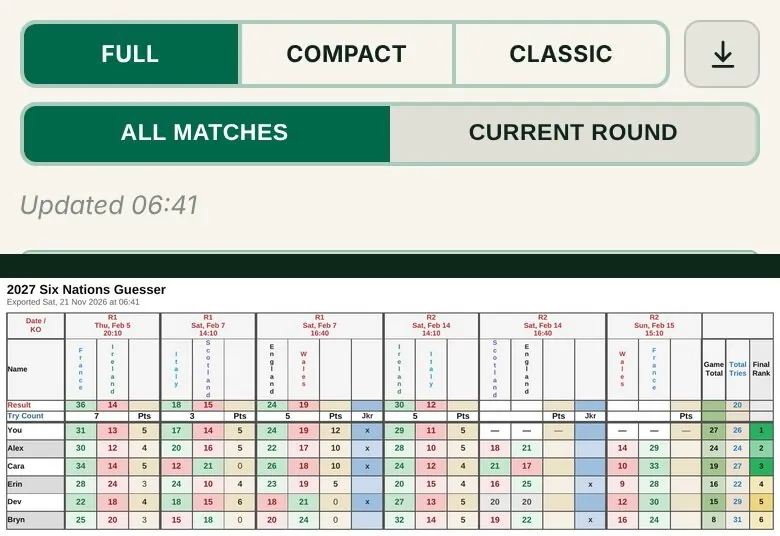 FULL COMPACT CLASSIC
ALL MATCHES CURRENT ROUND
Updated 06:41
2027 Six Nations Guesser
Exported Sat, 21 Nov 2026 at 06:41
Date / KO R1 Thu, Feb 5 20:10 R1 Sat, Feb 7 14:10 R1 Sat, Feb 7 16:40 R2 Sat, Feb 14 14:10 R2 Sat, Feb 14 16:40 R2 Sun, Feb 15 15:10
Name France Ireland Italy Scotland England Wales Ireland Italy Scotland England Wales France Game Total Total Tries Final Rank
Result 36 14 18 15 24 19 30 12 20
Try Count 7 Pts 3 Pts 5 Pts Jkr 5 Pts Pts Jkr Pts
You 31 13 5 17 14 5 24 19 12 x 29 11 5 — — — — — — 27 26 1
Alex 30 12 4 20 16 5 22 17 10 x 25 10 5 18 21 14 29 24 24 2
Cara 34 14 5 12 21 0 26 18 10 x 24 12 4 21 17 10 33 19 27 3
Erin 28 24 3 24 10 4 23 19 5 20 15 4 16 25 x 9 28 16 22 4
Dev 22 18 4 18 15 6 18 21 0 x 27 13 5 20 20 12 30 15 29 5
Bryn 25 20 3 15 18 0 20 24 0 32 14 5 19 22 x 16 24 8 31 6